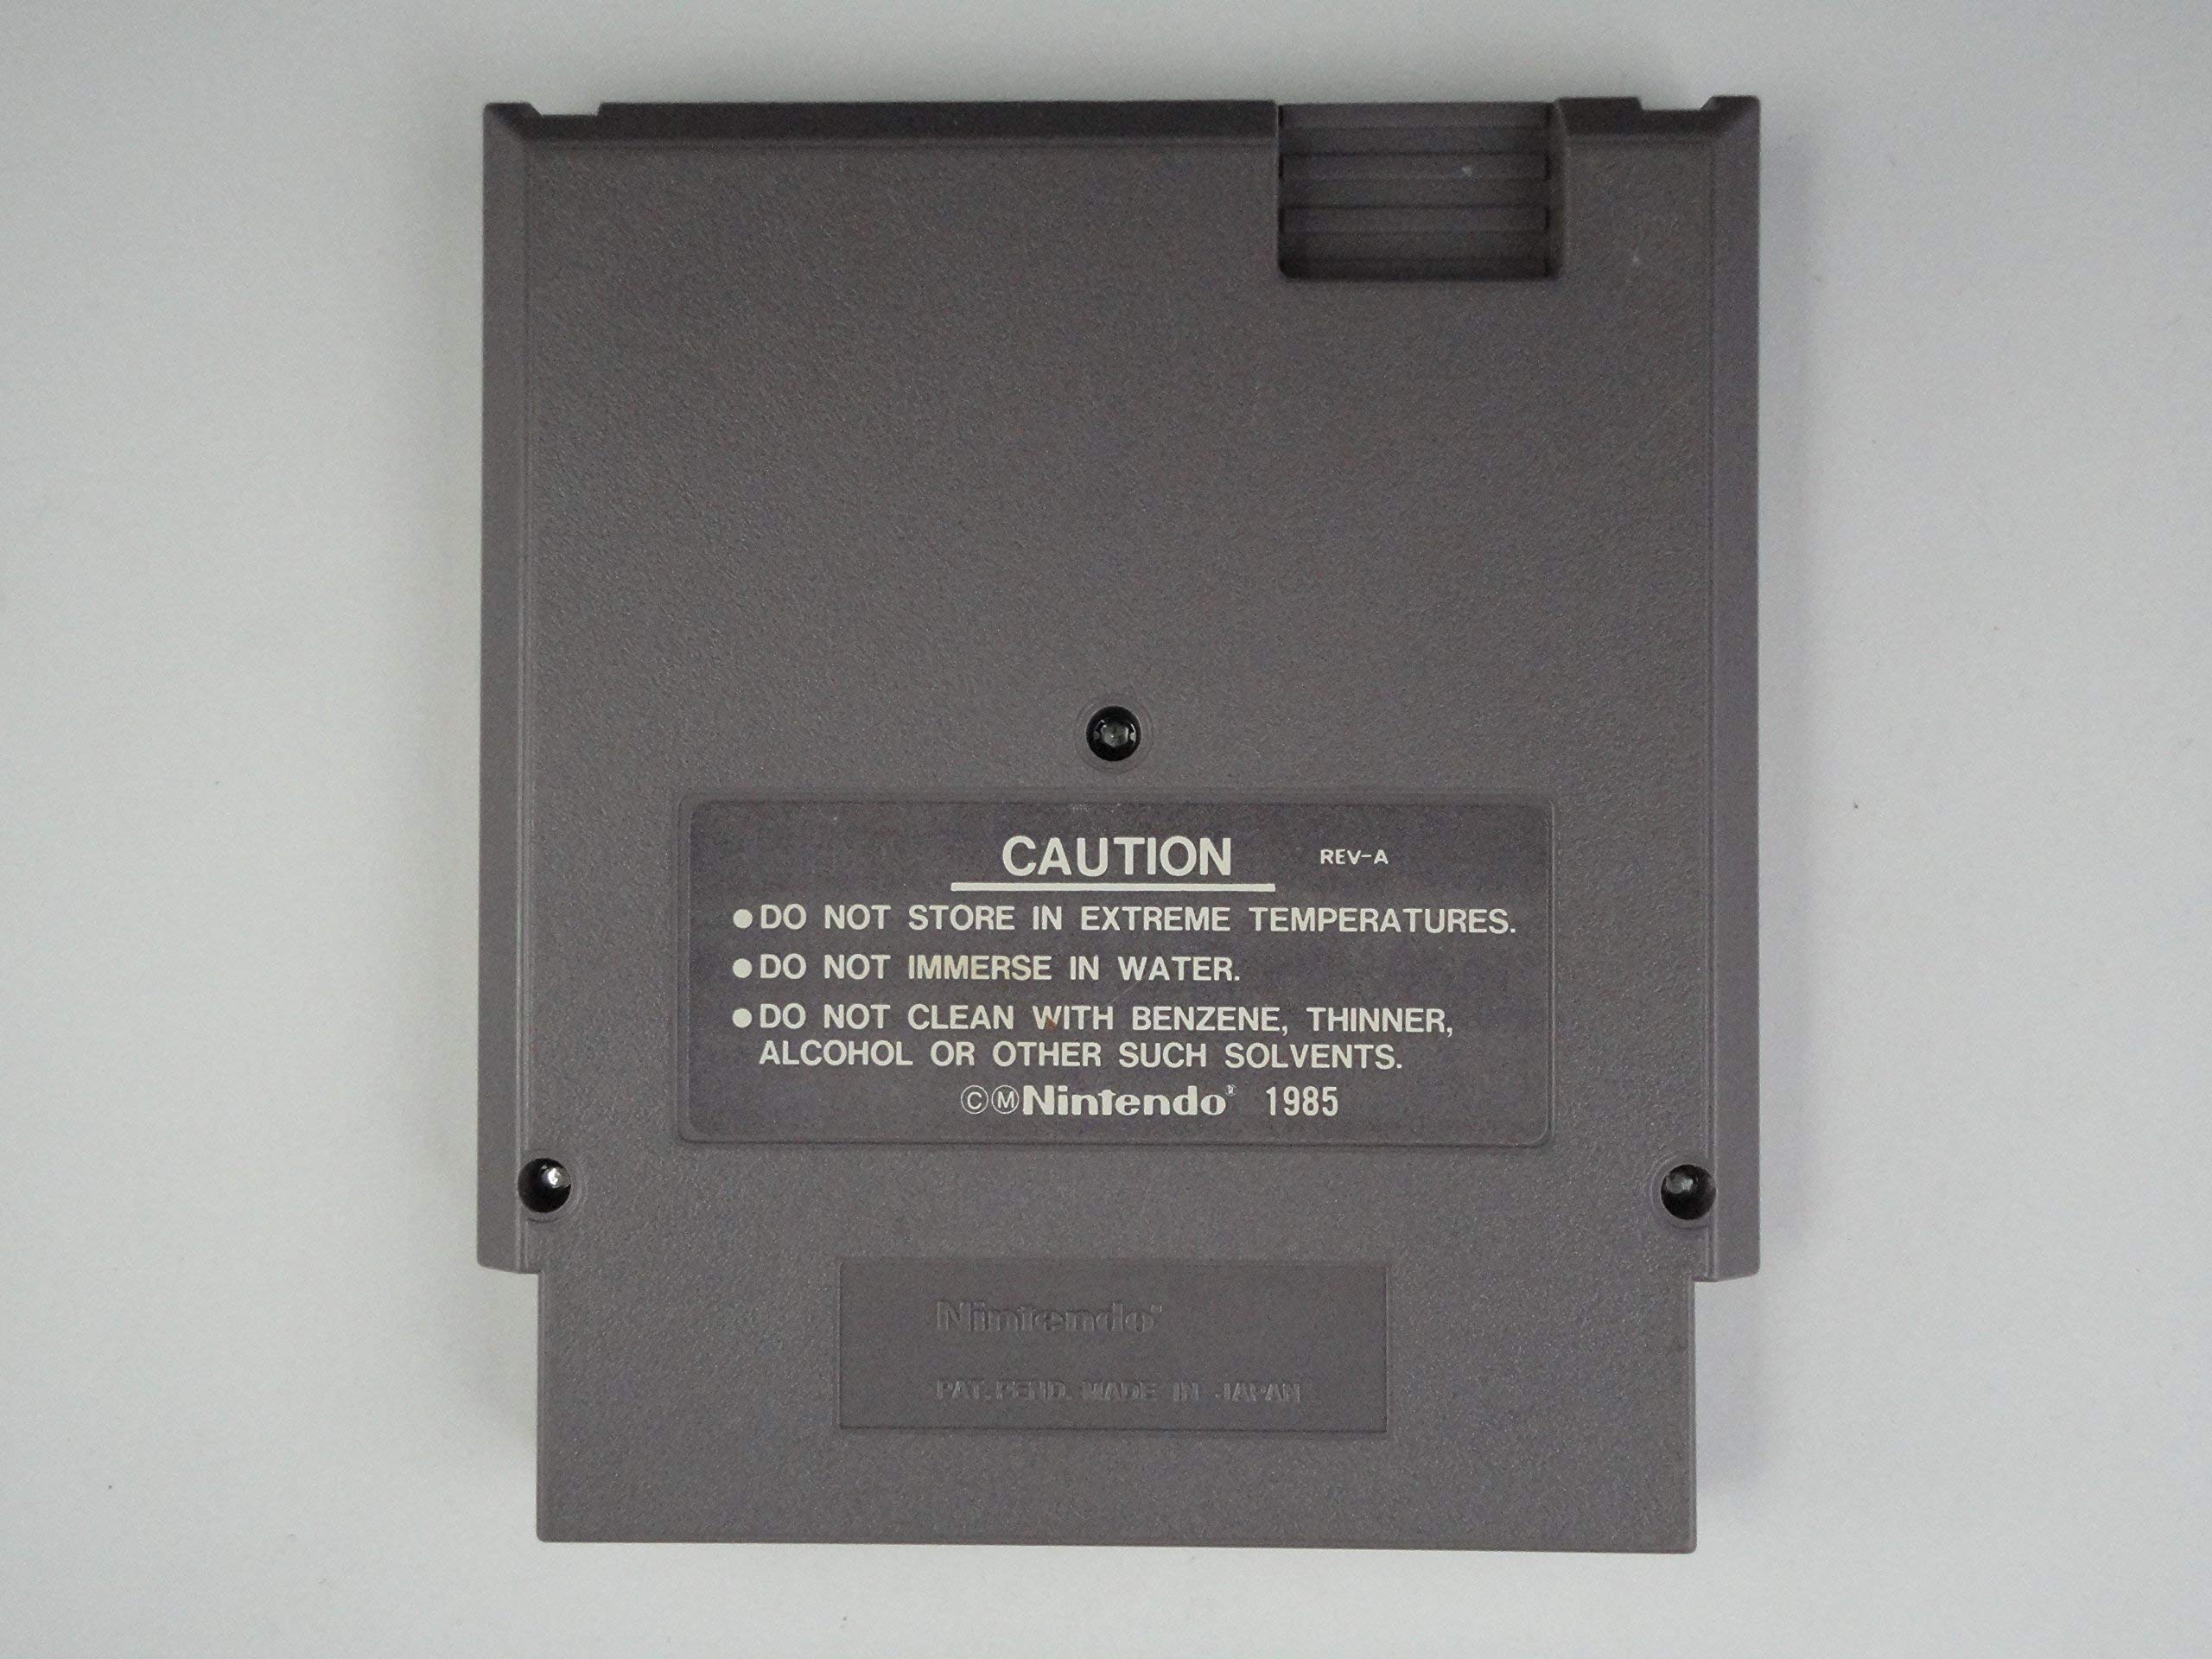 CAUTION REV-A
●DO NOT STORE IN EXTREME TEMPERATURES.
●DO NOT IMMERSE IN WATER.
●DO NOT CLEAN WITH BENZENE, THINNER,
ALCOHOL OR OTHER SUCH SOLVENTS.
©ⓂNintendo® 1985
Nintendo®
PAT. PEND. MADE IN JAPAN